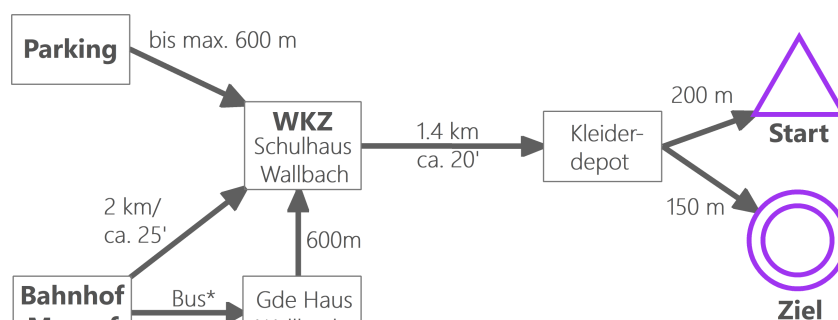 Parking
bis max. 600 m
WKZ
Schulhaus
Wallbach
1.4 km
ca. 20'
Kleider-
depot
200 m
Start
150 m
Ziel
2 km/
ca. 25'
600m
Bahnhof
Bus*
Gde Haus